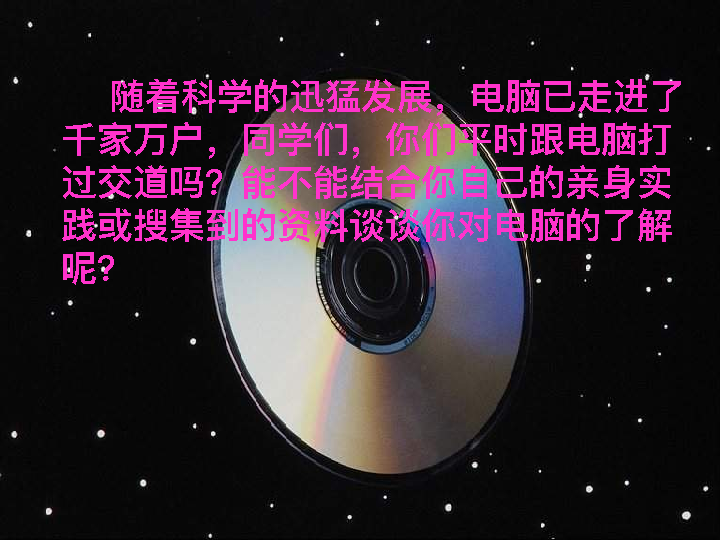 随着科学的迅猛发展，电脑已走进了
千家万户，同学们，你们平时跟电脑打
过交道吗？能不能结合你自己的亲身实
践或搜集到的资料谈谈你对电脑的了解
呢？